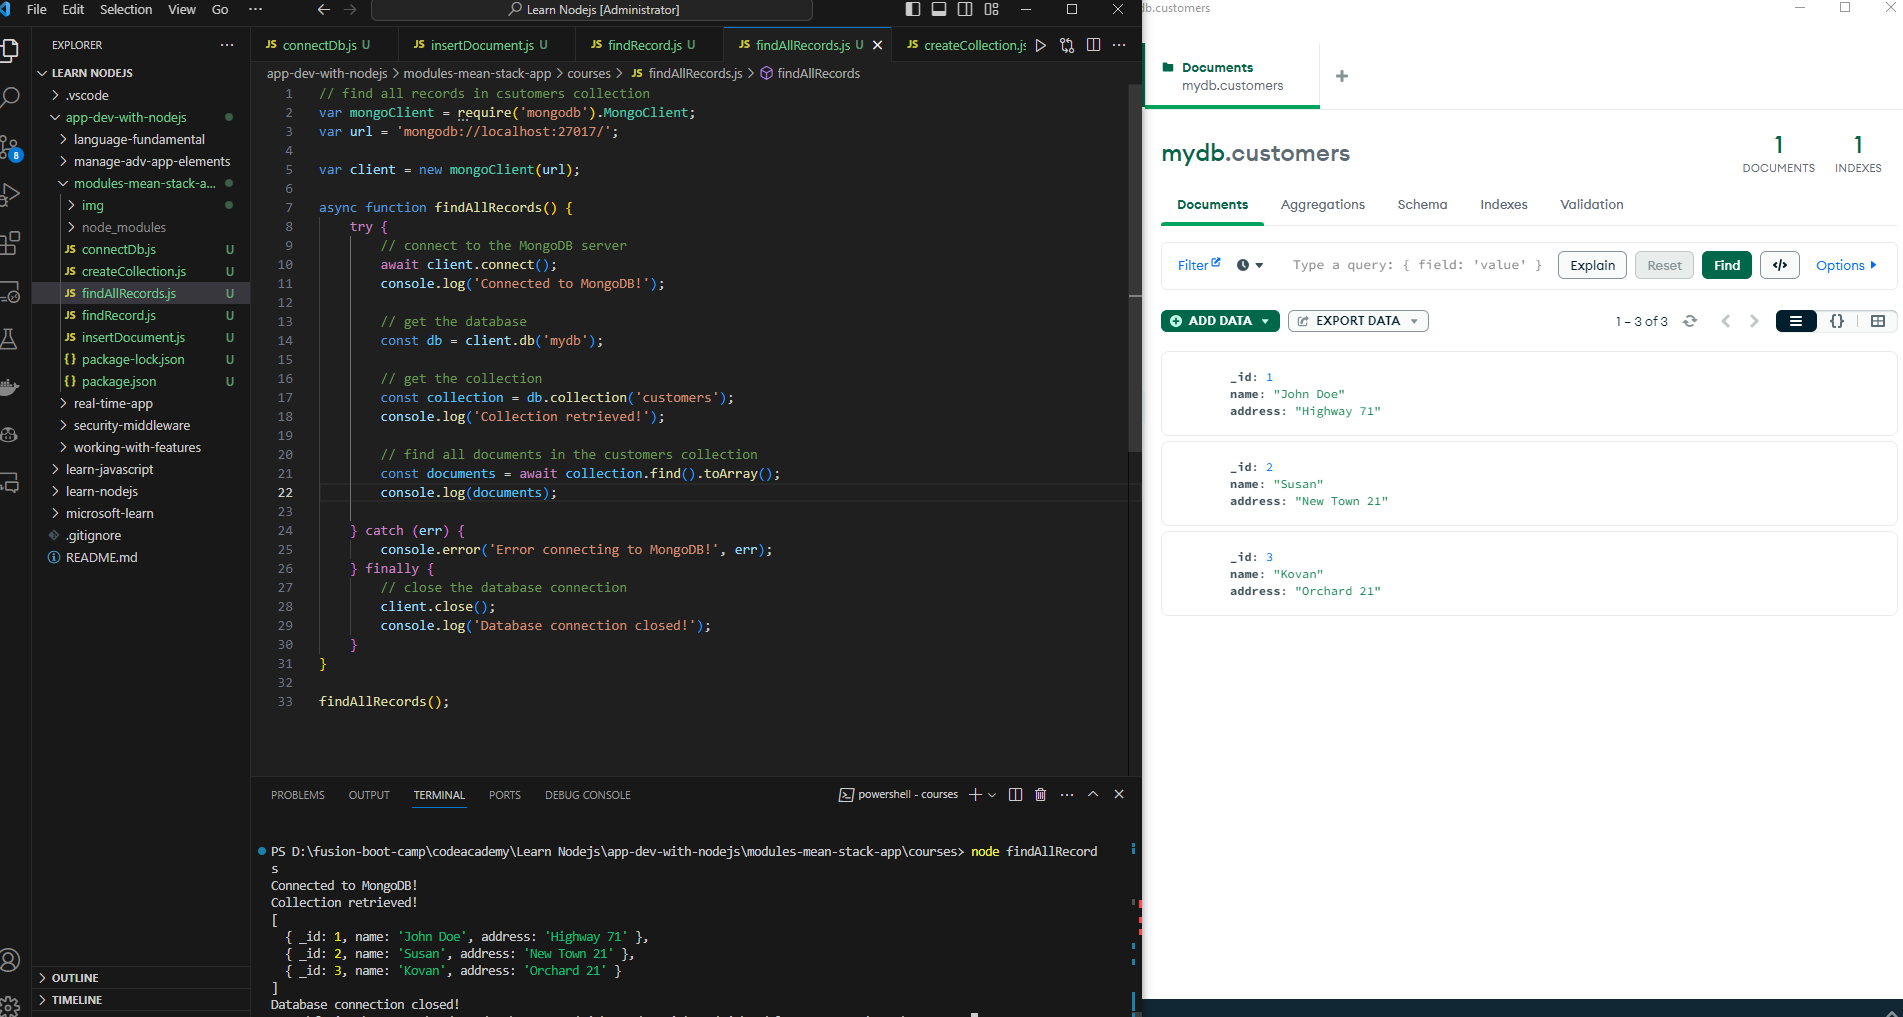 File Edit Selection View Go ··· Learn Nodejs [Administrator]
EXPLORER ···
LEARN NODEJS
.vscode
app-dev-with-nodejs
language-fundamental
manage-adv-app-elements
modules-mean-stack-a...
img
node_modules
JS connectDb.js U
JS createCollection.js U
JS findAllRecords.js U
JS findRecord.js U
JS insertDocument.js U
{} package-lock.json U
{} package.json U
real-time-app
security-middleware
working-with-features
learn-javascript
learn-nodejs
microsoft-learn
.gitignore
README.md
OUTLINE
TIMELINE
8
JS connectDb.js U JS insertDocument.js U JS findRecord.js U JS findAllRecords.js U JS createCollection.js
app-dev-with-nodejs > modules-mean-stack-app > courses > JS findAllRecords.js > findAllRecords
1 // find all records in csutomers collection
2 var mongoClient = require('mongodb').MongoClient;
3 var url = 'mongodb://localhost:27017/';
4
5 var client = new mongoClient(url);
6
7 async function findAllRecords() {
8 try {
9 // connect to the MongoDB server
10 await client.connect();
11 console.log('Connected to MongoDB!');
12
13 // get the database
14 const db = client.db('mydb');
15
16 // get the collection
17 const collection = db.collection('customers');
18 console.log('Collection retrieved!');
19
20 // find all documents in the customers collection
21 const documents = await collection.find().toArray();
22 console.log(documents);
23
24 } catch (err) {
25 console.error('Error connecting to MongoDB!', err);
26 } finally {
27 // close the database connection
28 client.close();
29 console.log('Database connection closed!');
30 }
31 }
32
33 findAllRecords();
PROBLEMS OUTPUT TERMINAL PORTS DEBUG CONSOLE powershell - courses
PS D:\fusion-boot-camp\codeacademy\Learn Nodejs\app-dev-with-nodejs\modules-mean-stack-app\courses> node findAllRecord
s
Connected to MongoDB!
Collection retrieved!
[
{ _id: 1, name: 'John Doe', address: 'Highway 71' },
{ _id: 2, name: 'Susan', address: 'New Town 21' },
{ _id: 3, name: 'Kovan', address: 'Orchard 21' }
]
Database connection closed!
db.customers
Documents
mydb.customers
mydb.customers
1 DOCUMENTS 1 INDEXES
Documents Aggregations Schema Indexes Validation
Filter Type a query: { field: 'value' } Explain Reset Find </> Options
ADD DATA EXPORT DATA 1 – 3 of 3 {}
_id: 1
name: "John Doe"
address: "Highway 71"
_id: 2
name: "Susan"
address: "New Town 21"
_id: 3
name: "Kovan"
address: "Orchard 21"